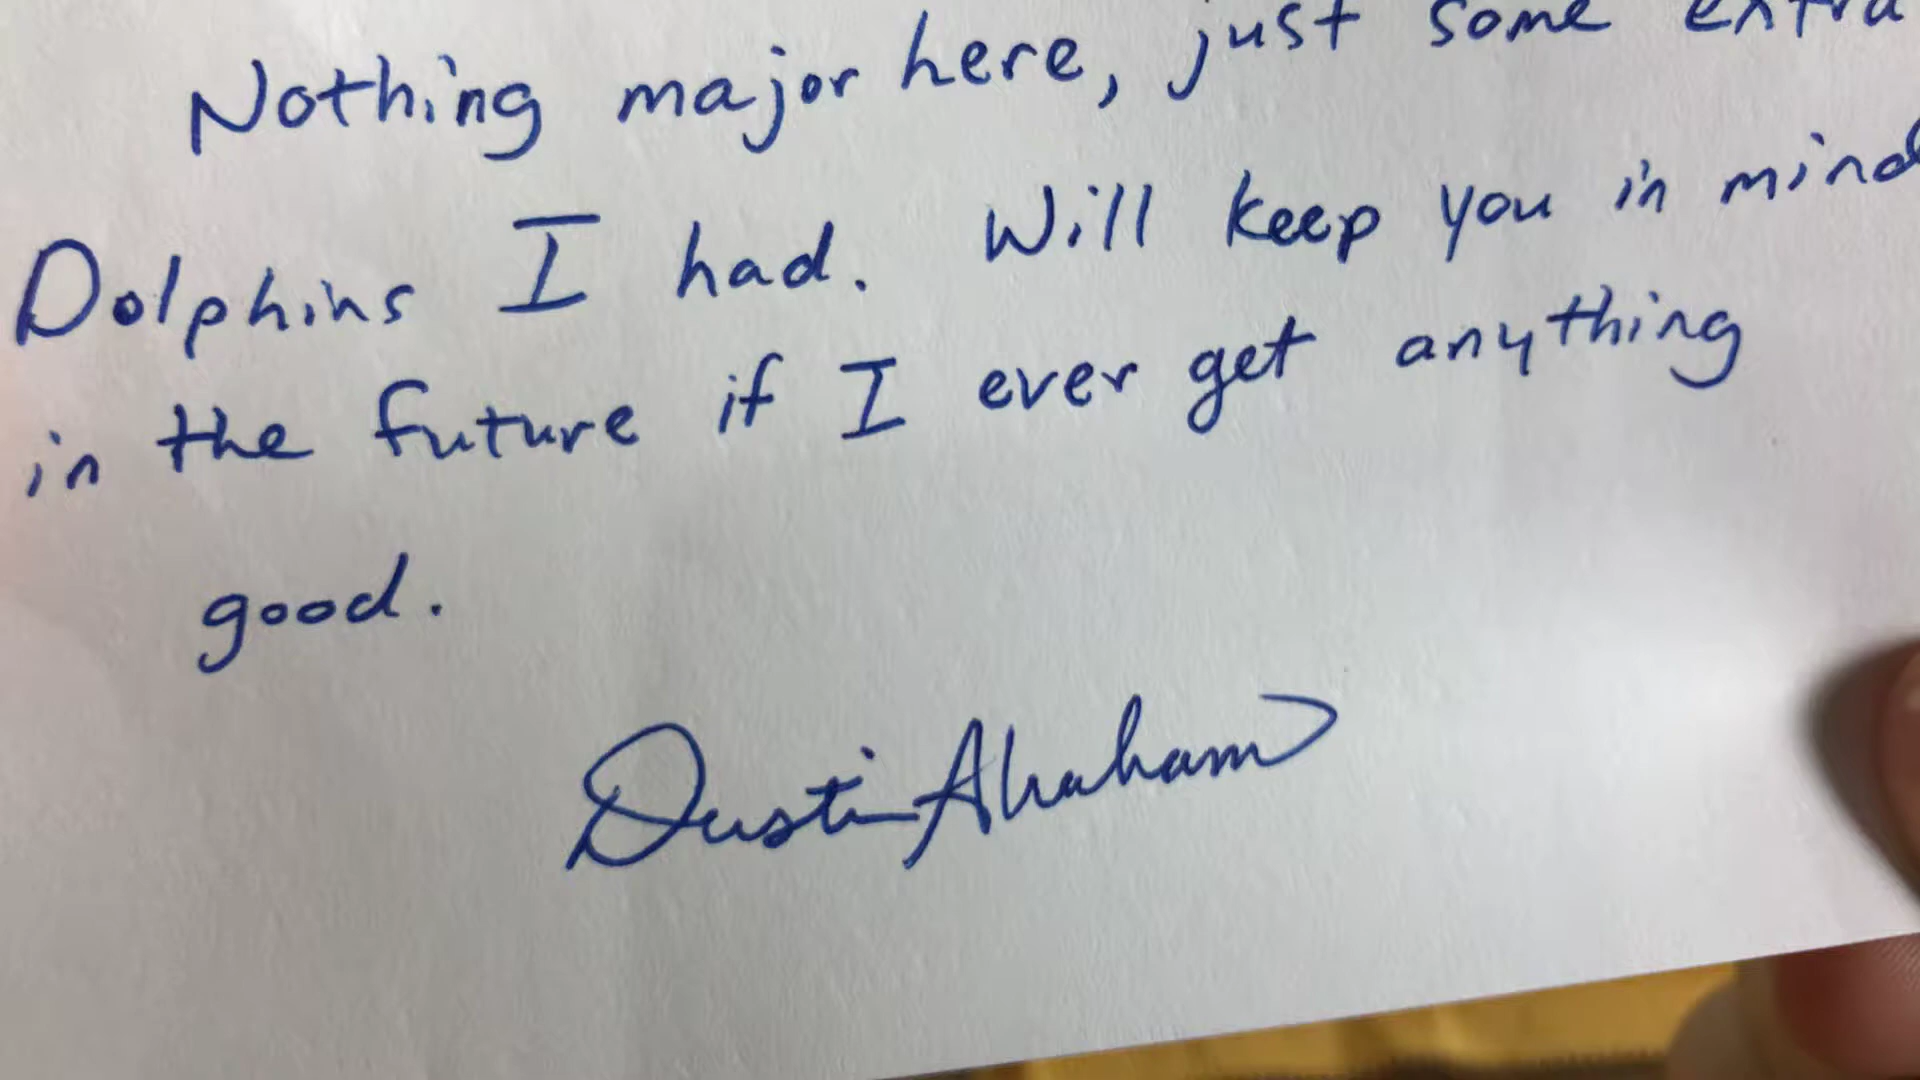 Nothing major here, just some extra
Dolphins I had. Will keep you in mind
in the future if I ever get anything
good.
Dustin Abraham